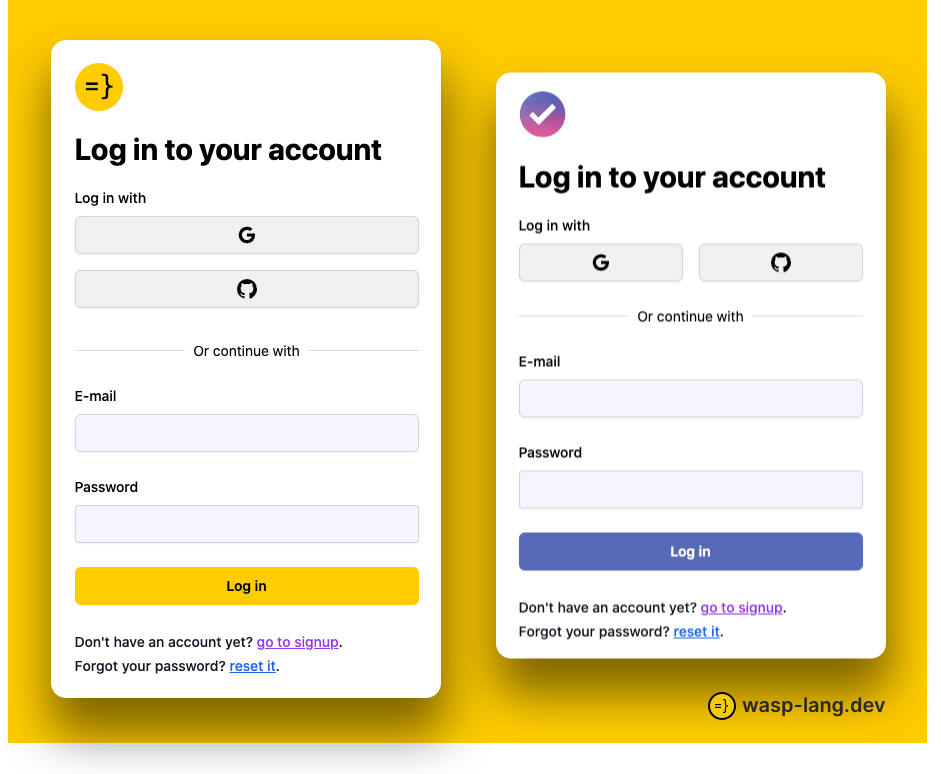 =}
Log in to your account
Log in with
G
Or continue with
E-mail
Password
Log in
Don't have an account yet? go to signup.
Forgot your password? reset it.
Log in to your account
Log in with
G
Or continue with
E-mail
Password
Log in
Don't have an account yet? go to signup.
Forgot your password? reset it.
=} wasp-lang.dev